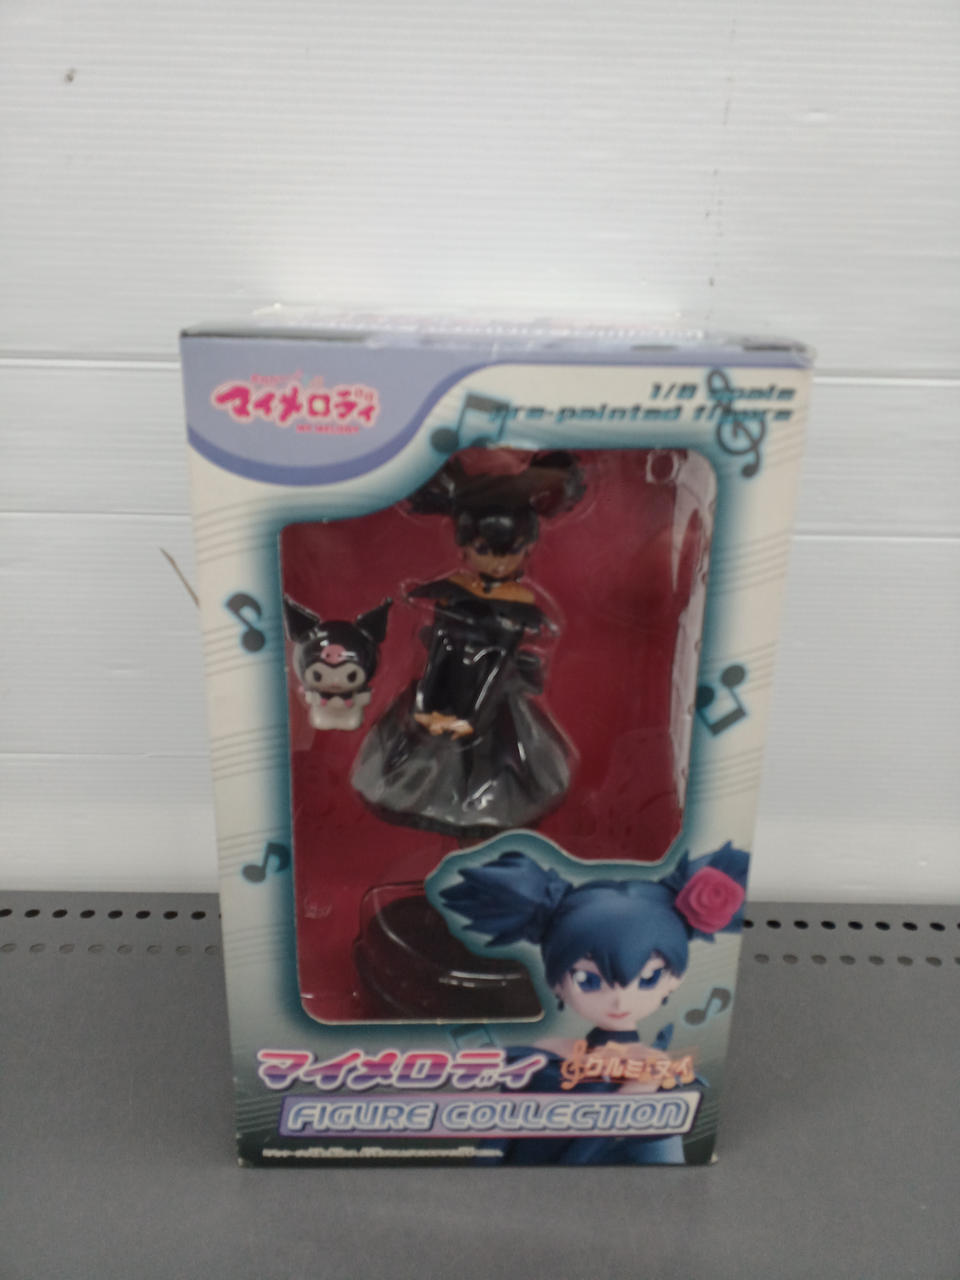 マイメロディ
MY MELODY
1/8 scale
pre-painted figure
マイメロディ
クルミ・ヌイ
FIGURE COLLECTION